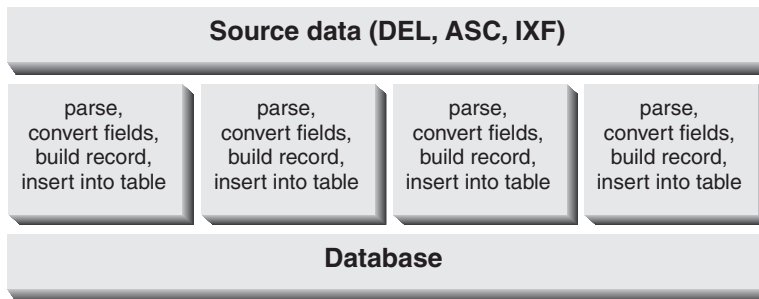 Source data (DEL, ASC, IXF)
parse,
convert fields,
build record,
insert into table
parse,
convert fields,
build record,
insert into table
parse,
convert fields,
build record,
insert into table
parse,
convert fields,
build record,
insert into table
Database